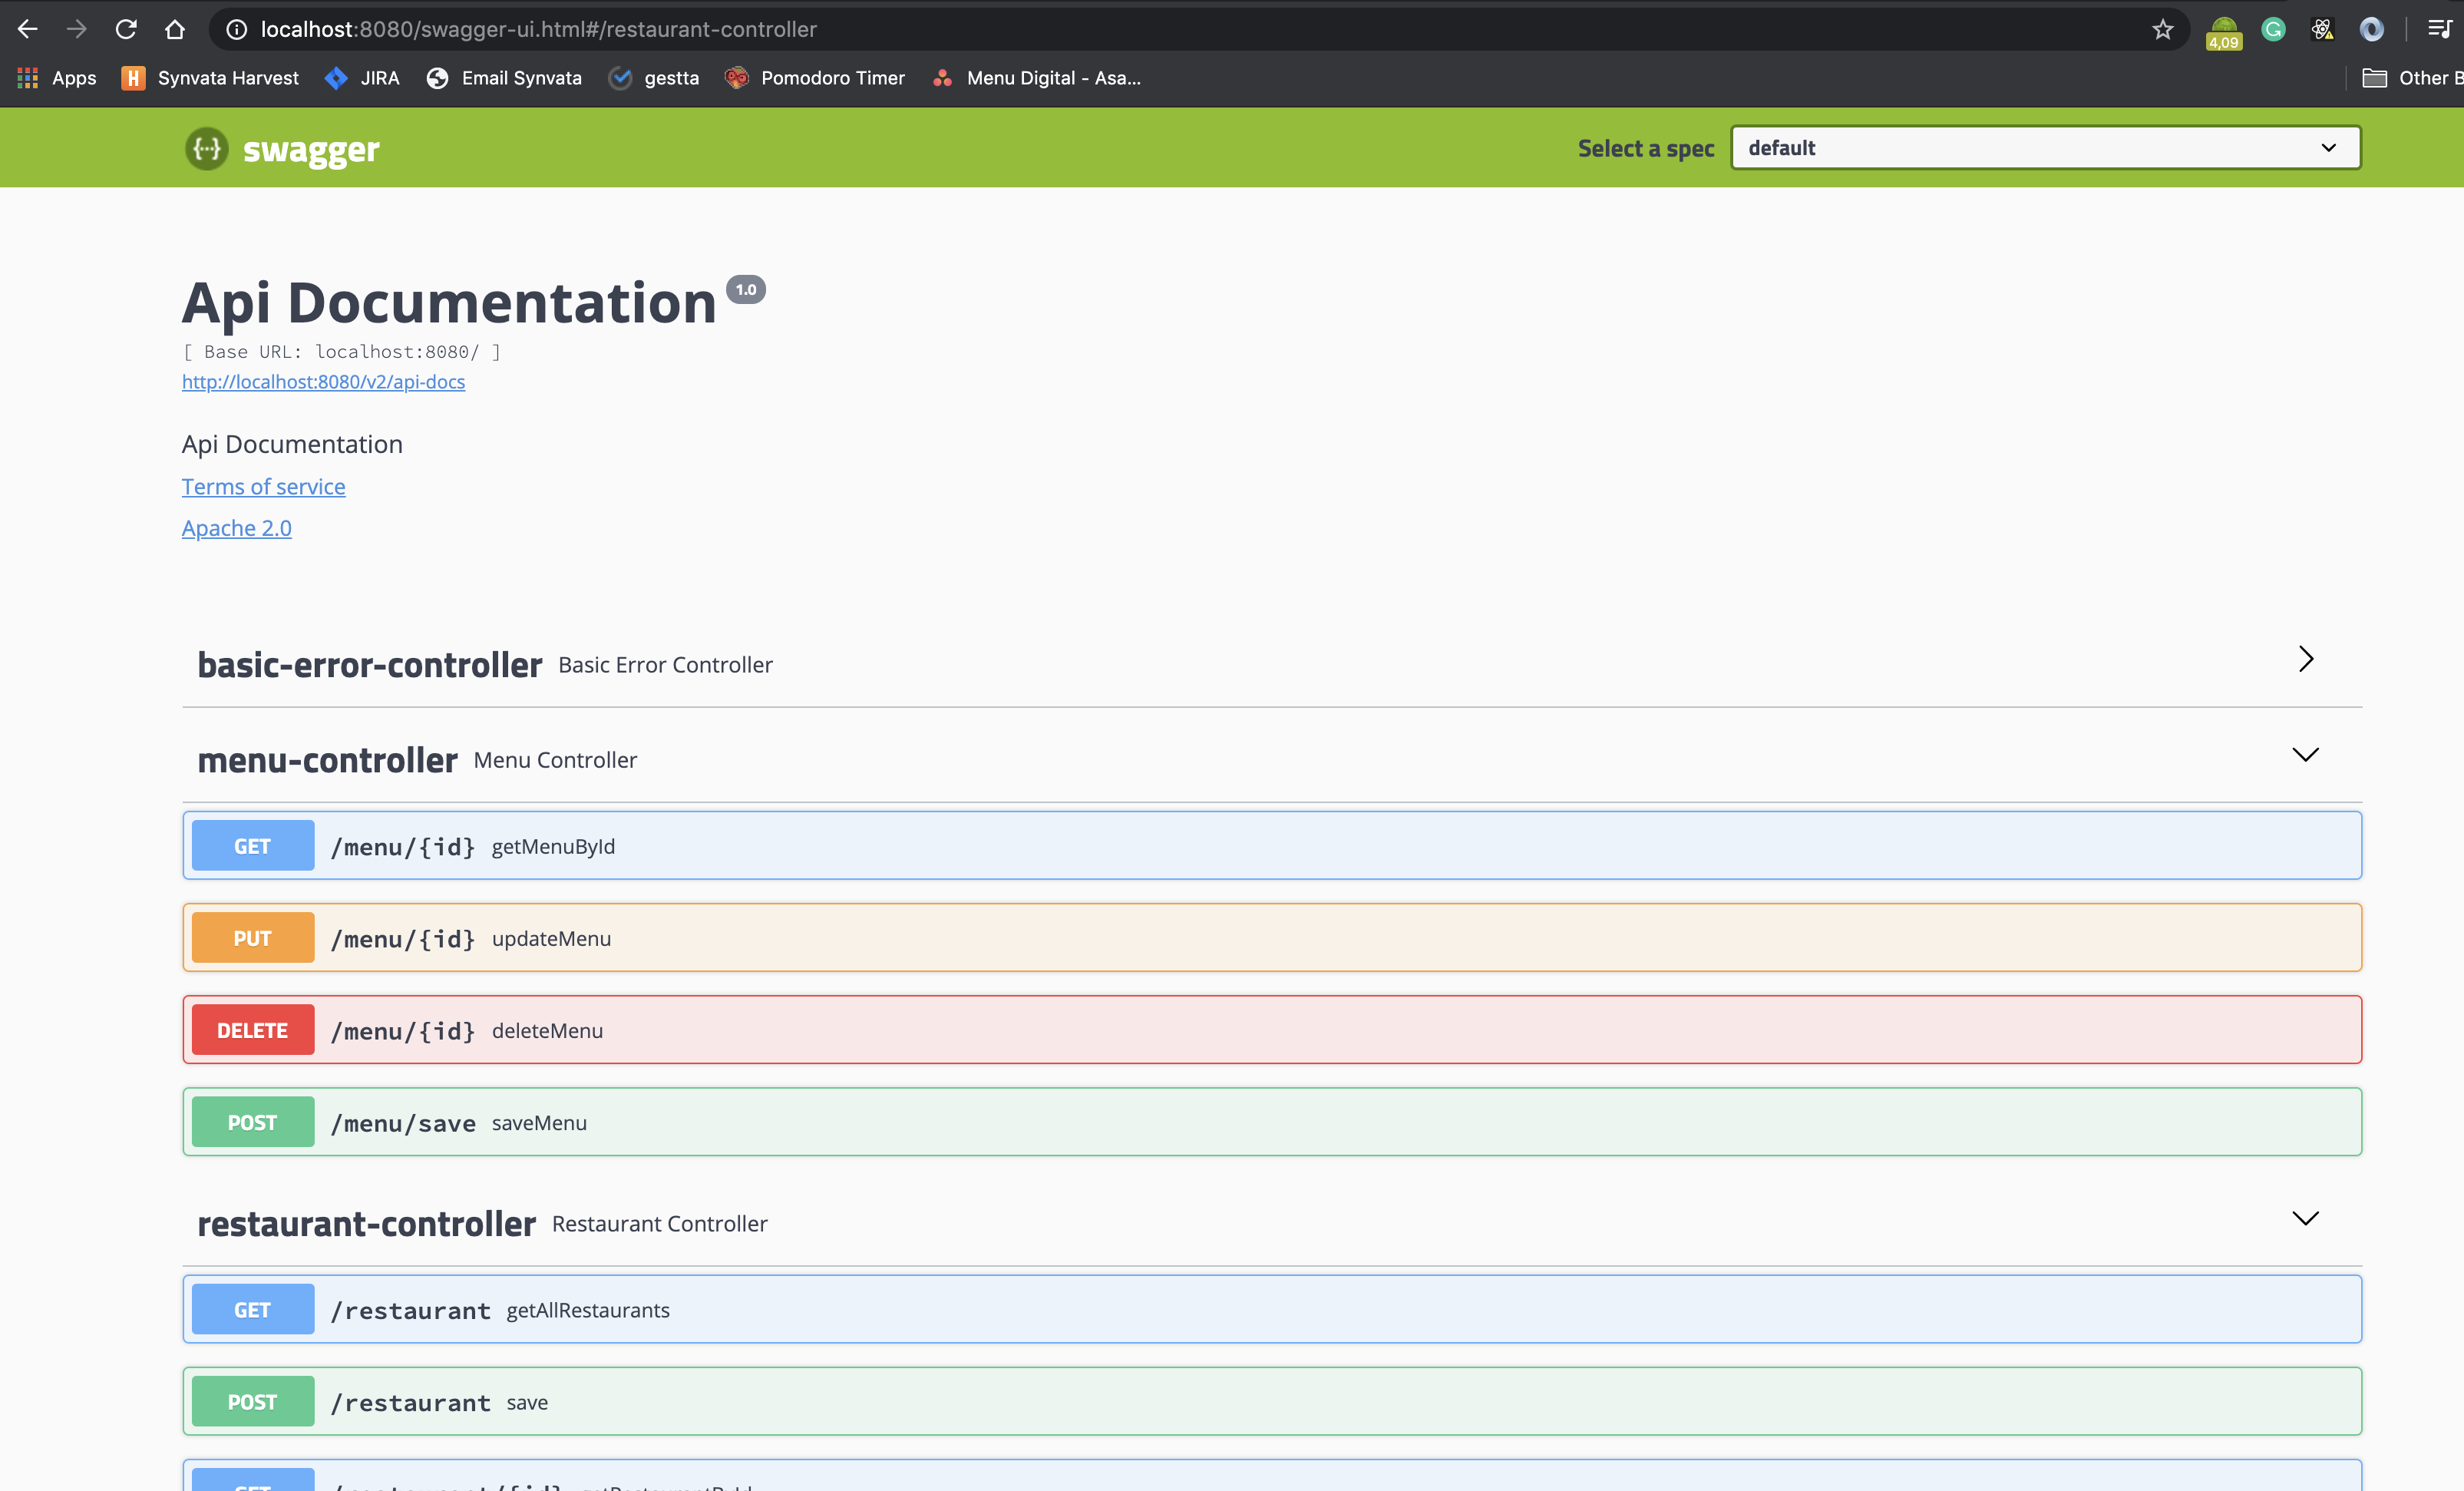 localhost:8080/swagger-ui.html#/restaurant-controller
4,09
Apps Synvata Harvest JIRA Email Synvata gestta Pomodoro Timer Menu Digital - Asa... Other B
swagger Select a spec default
Api Documentation 1.0
[ Base URL: localhost:8080/ ]
http://localhost:8080/v2/api-docs
Api Documentation
Terms of service
Apache 2.0
basic-error-controller Basic Error Controller
menu-controller Menu Controller
GET /menu/{id} getMenuById
PUT /menu/{id} updateMenu
DELETE /menu/{id} deleteMenu
POST /menu/save saveMenu
restaurant-controller Restaurant Controller
GET /restaurant getAllRestaurants
POST /restaurant save
GET /restaurant/{id} getRestaurantById